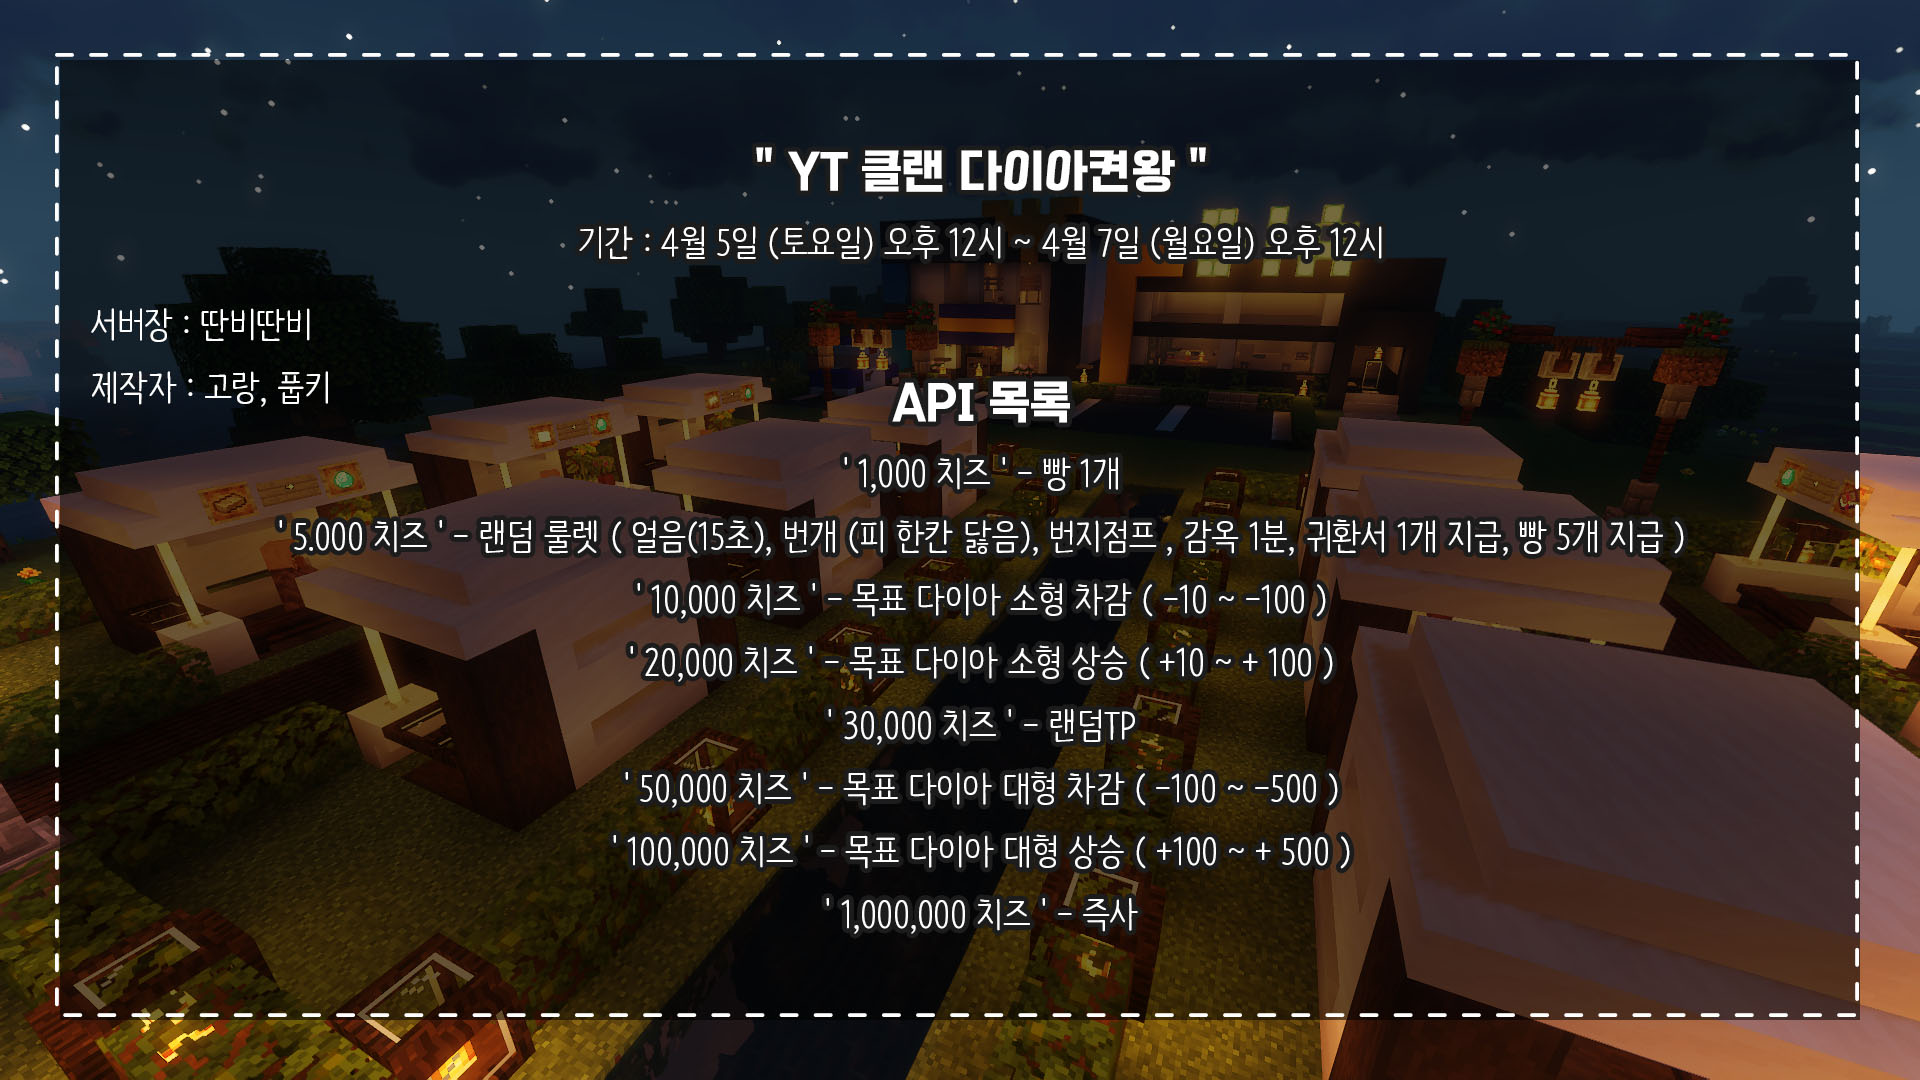 " YT 클랜 다이아켠왕 "
기간 : 4월 5일 (토요일) 오후 12시 ~ 4월 7일 (월요일) 오후 12시
서버장 : 딴비딴비
제작자 : 고랑, 풉키
API 목록
' 1,000 치즈 ' - 빵 1개
' 5.000 치즈 ' - 랜덤 룰렛 ( 얼음(15초), 번개 (피 한칸 닳음), 번지점프 , 감옥 1분, 귀환서 1개 지급, 빵 5개 지급 )
' 10,000 치즈 ' - 목표 다이아 소형 차감 ( -10 ~ -100 )
' 20,000 치즈 ' - 목표 다이아 소형 상승 ( +10 ~ + 100 )
' 30,000 치즈 ' - 랜덤TP
' 50,000 치즈 ' - 목표 다이아 대형 차감 ( -100 ~ -500 )
' 100,000 치즈 ' - 목표 다이아 대형 상승 ( +100 ~ + 500 )
' 1,000,000 치즈 ' - 즉사